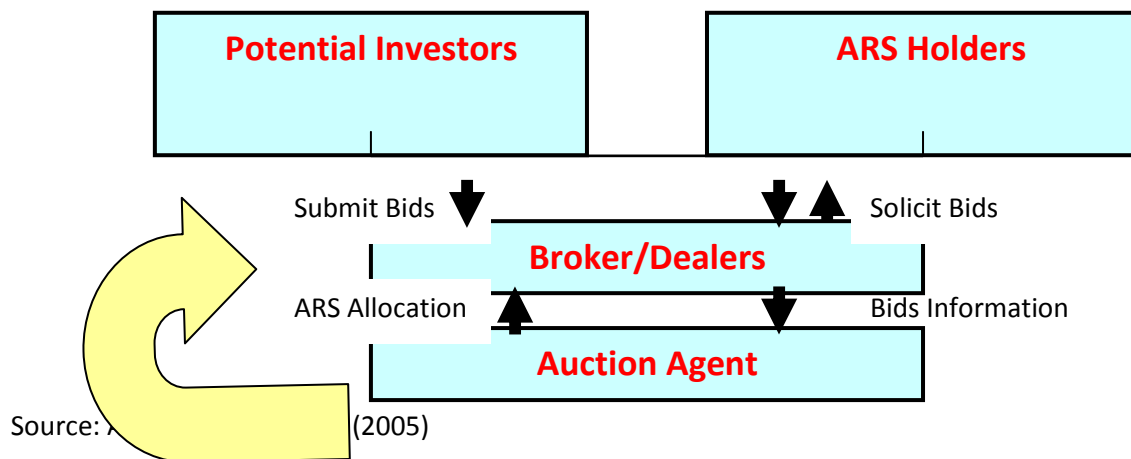 Potential Investors
ARS Holders
Submit Bids
Solicit Bids
Broker/Dealers
ARS Allocation
Bids Information
Auction Agent
Source: (2005)